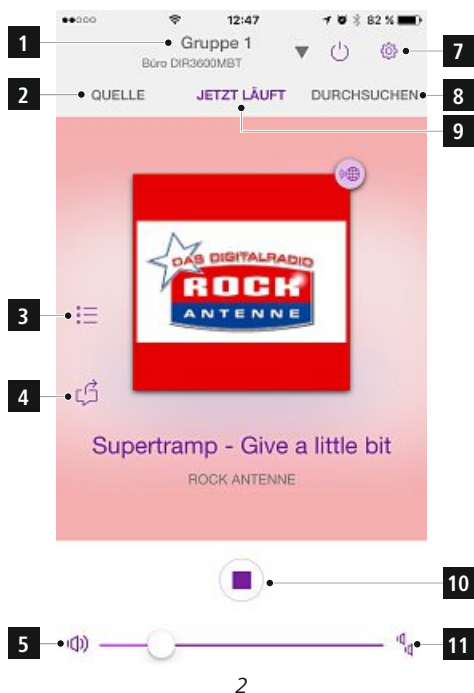 12:47 82 %
1 Gruppe 1 7
Büro DIR3600MBT
2 QUELLE JETZT LÄUFT DURCHSUCHEN 8
9
DAS DIGITALRADIO
ROCK
ANTENNE
3
4
Supertramp - Give a little bit
ROCK ANTENNE
10
5 11
2